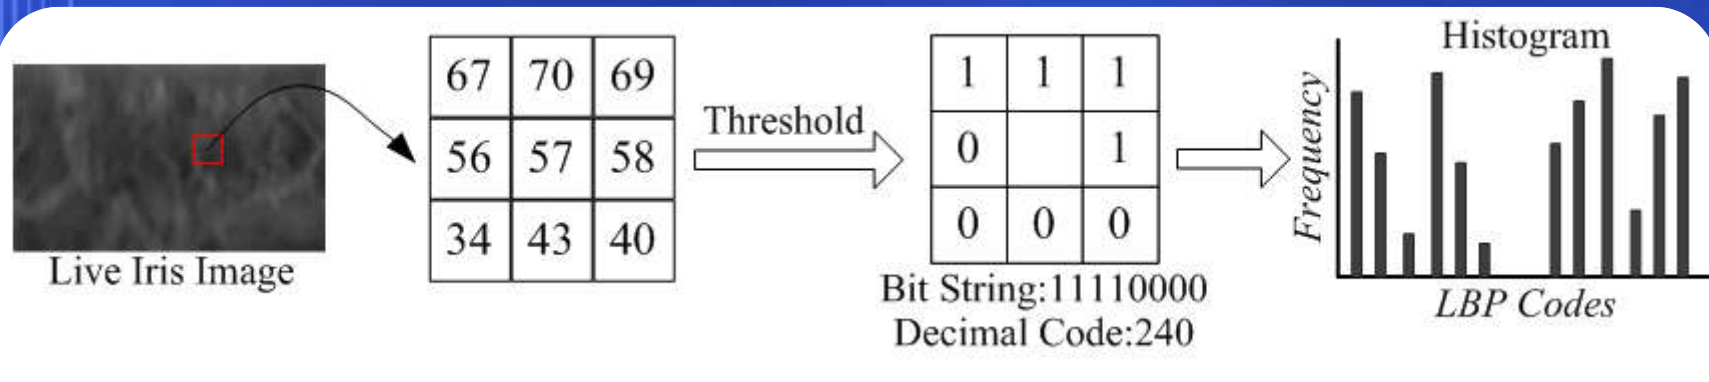 Live Iris Image
67 70 69
56 57 58
34 43 40
Threshold
1 1 1
0 1
0 0 0
Bit String:11110000
Decimal Code:240
Histogram
Frequency
LBP Codes